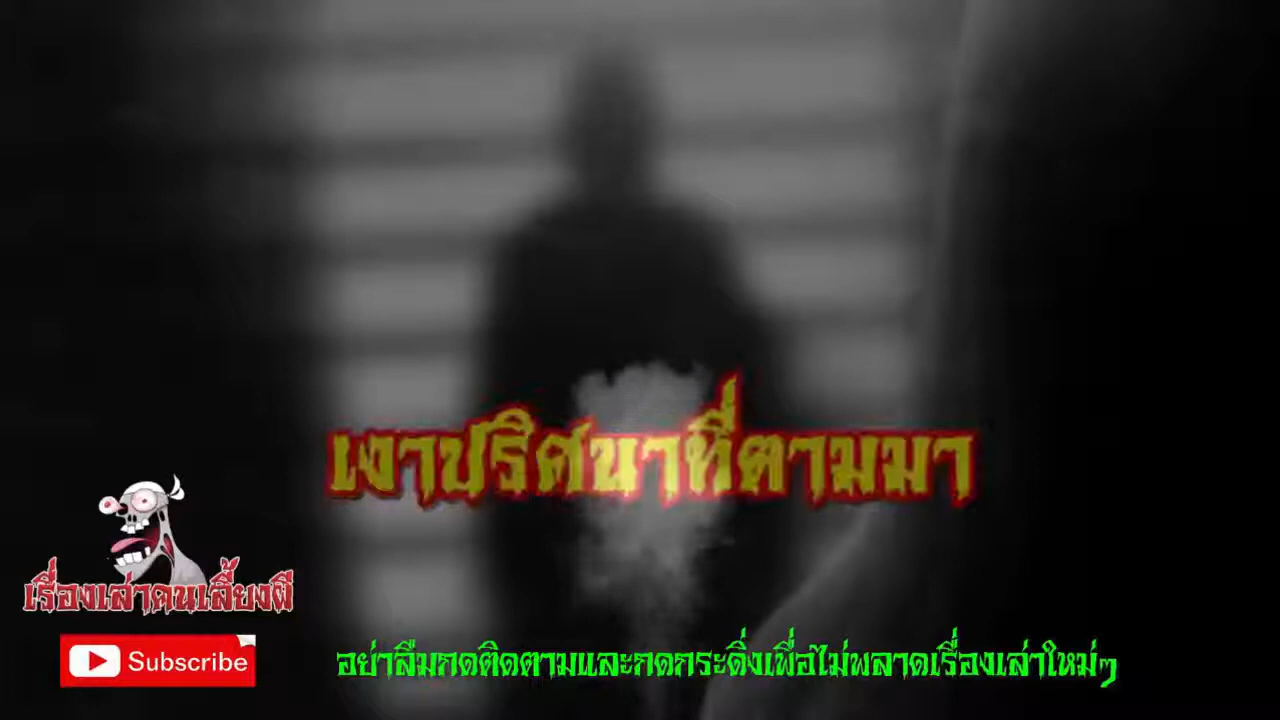 เงาปริศนาที่ตามมา
เรื่องเล่าคนเลี้ยงผี
Subscribe
อย่าลืมกดติดตามและกดกระดิ่งเพื่อไม่พลาดเรื่องเล่าใหม่ๆ